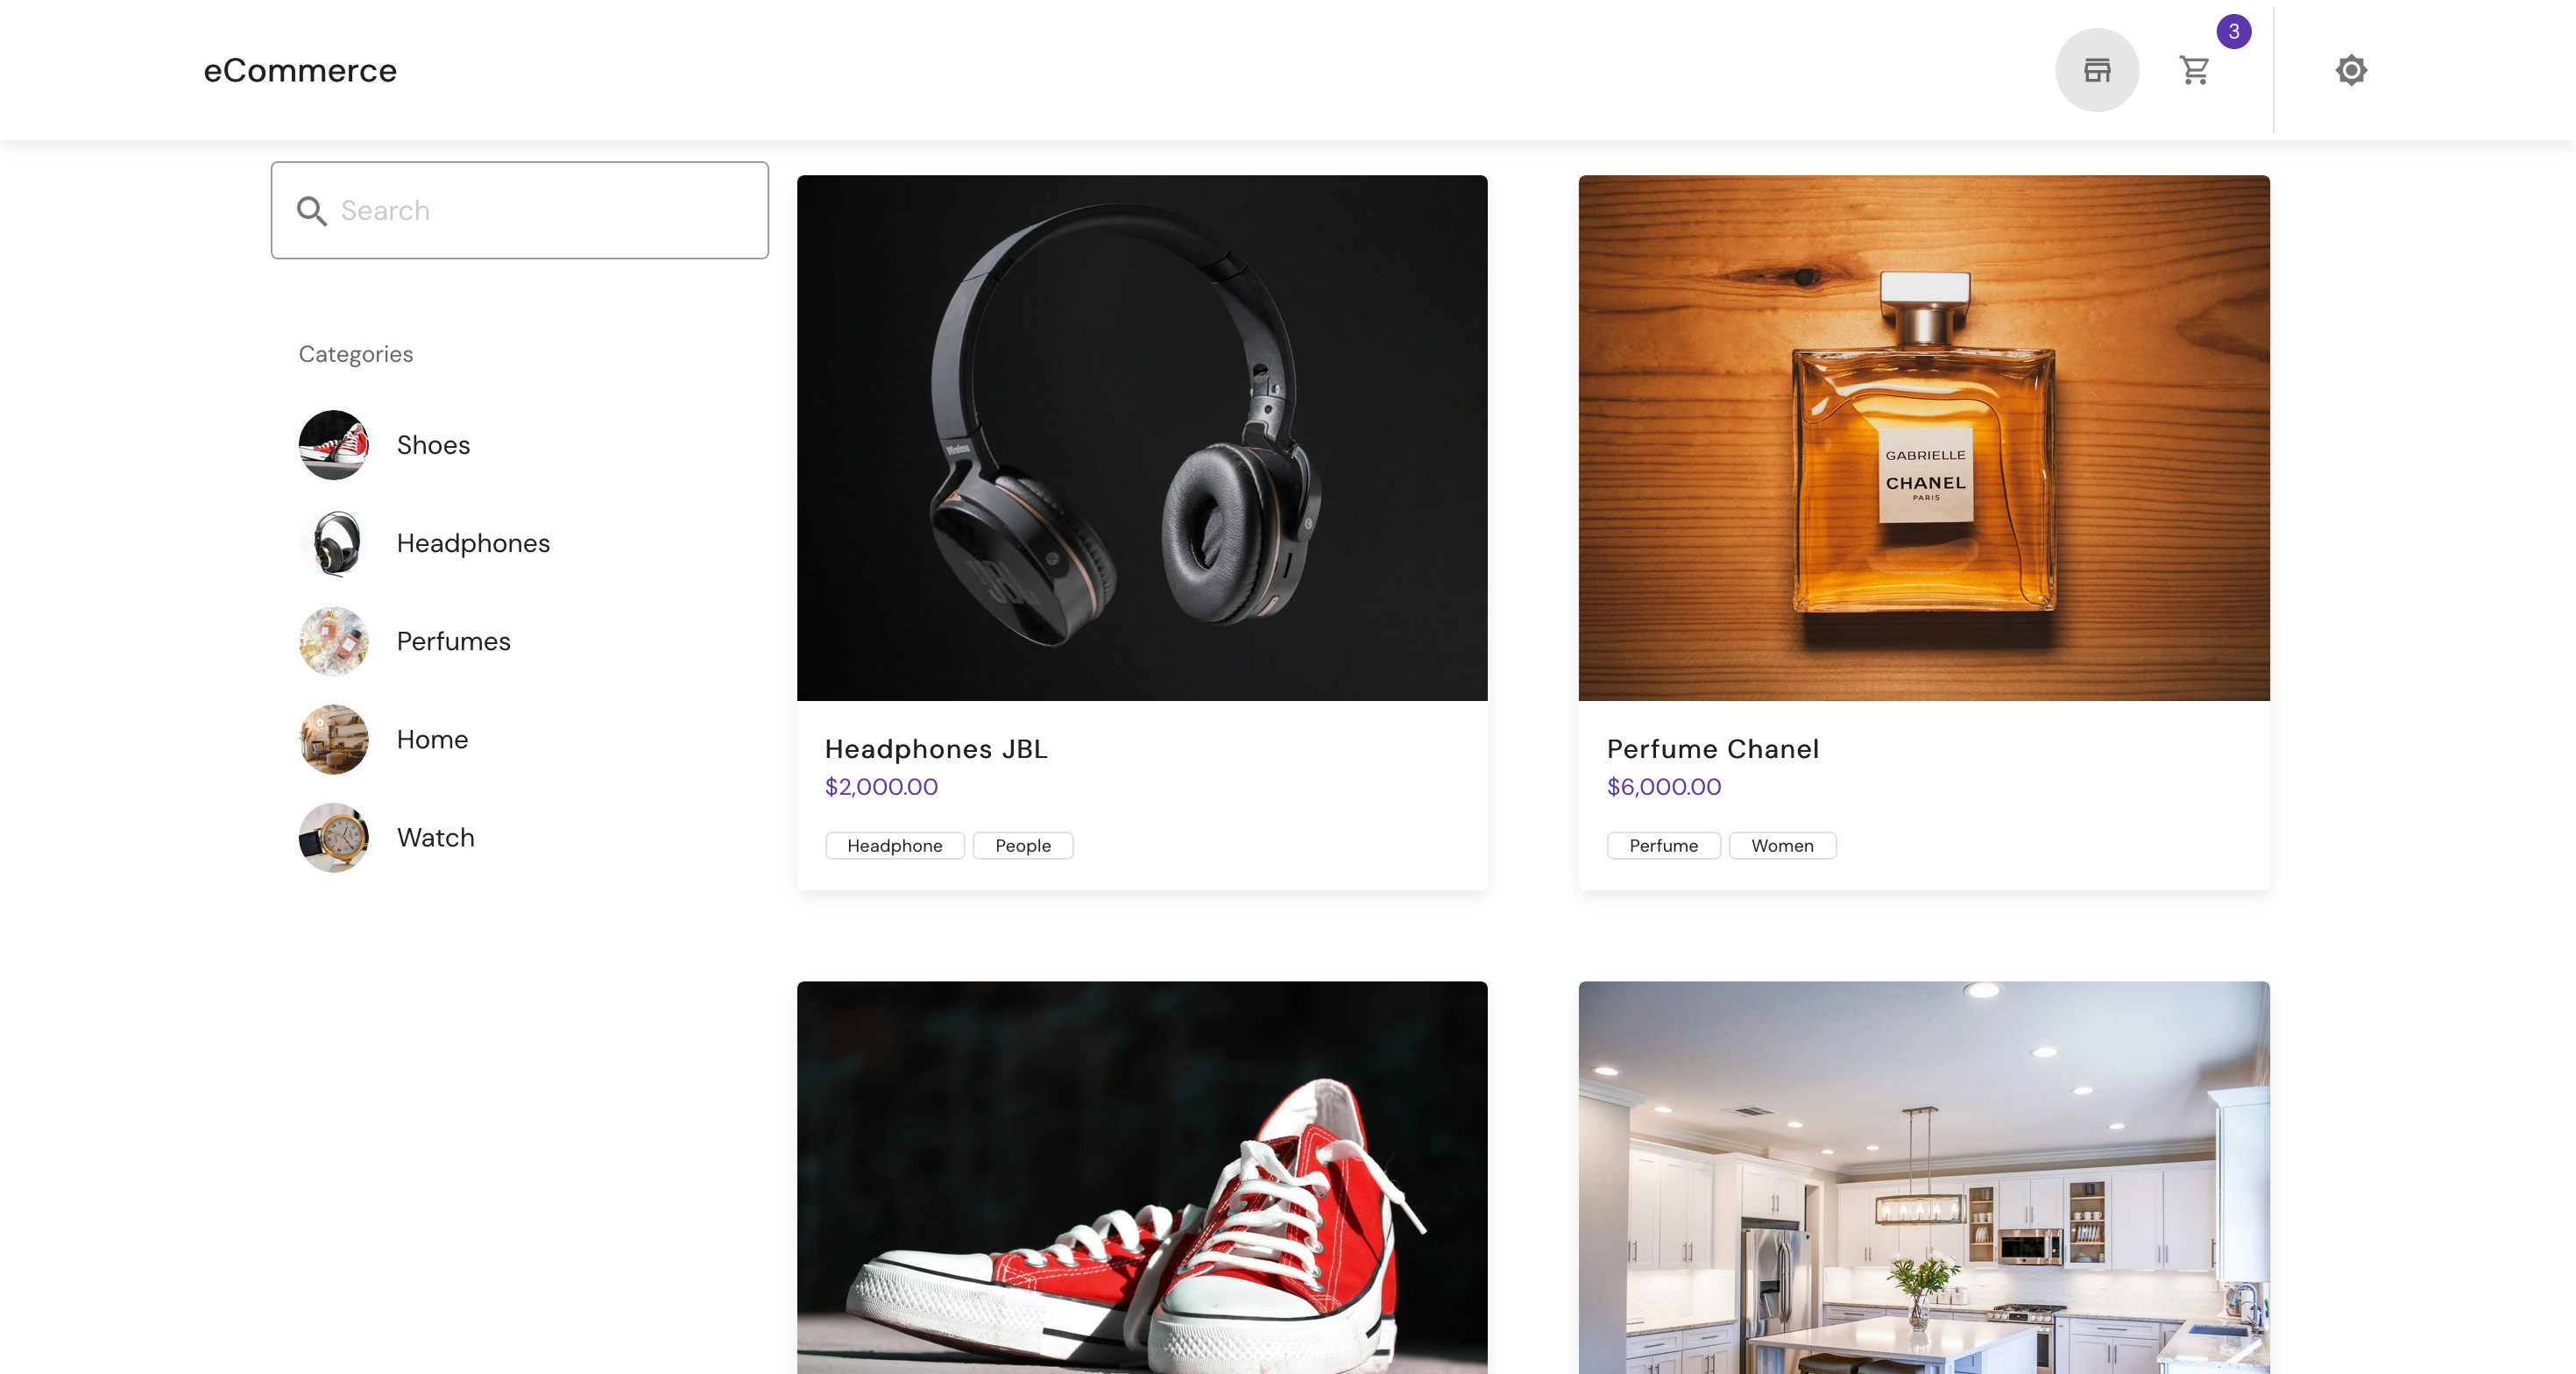 eCommerce
3
Search
Categories
Shoes
Headphones
Perfumes
Home
Watch
Wireless
GABRIELLE
CHANEL
PARIS
Headphones JBL
$2,000.00
Headphone
People
Perfume Chanel
$6,000.00
Perfume
Women